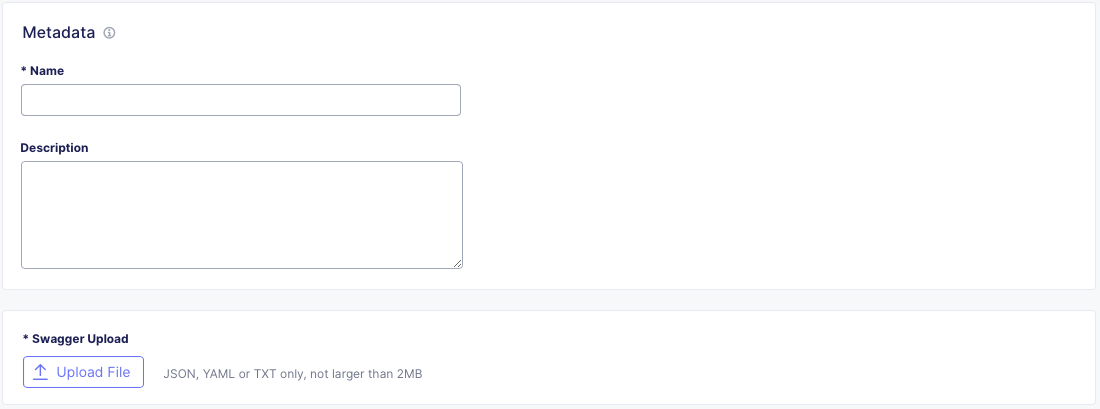 Metadata
* Name
Description
* Swagger Upload
Upload File JSON, YAML or TXT only, not larger than 2MB